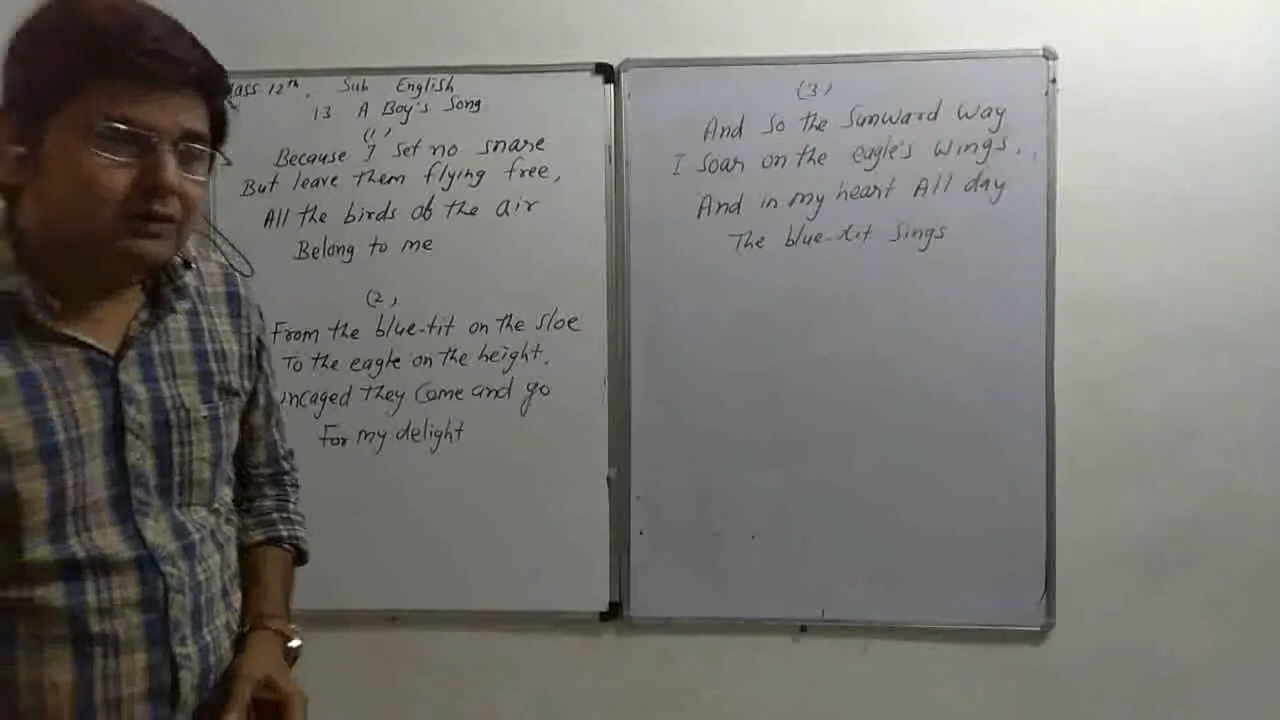 ass 12th, Sub English
13 A Boy's Song
(1)
Because I set no snare
But leave them flying free,
All the birds of the air
Belong to me
(2)
From the blue-tit on the sloe
To the eagle on the height.
ncaged They Come and go
For my delight
(3)
And So the Sunward Way
I soar on the eagle's Wings.
And in my heart All day
The blue-tit Sings